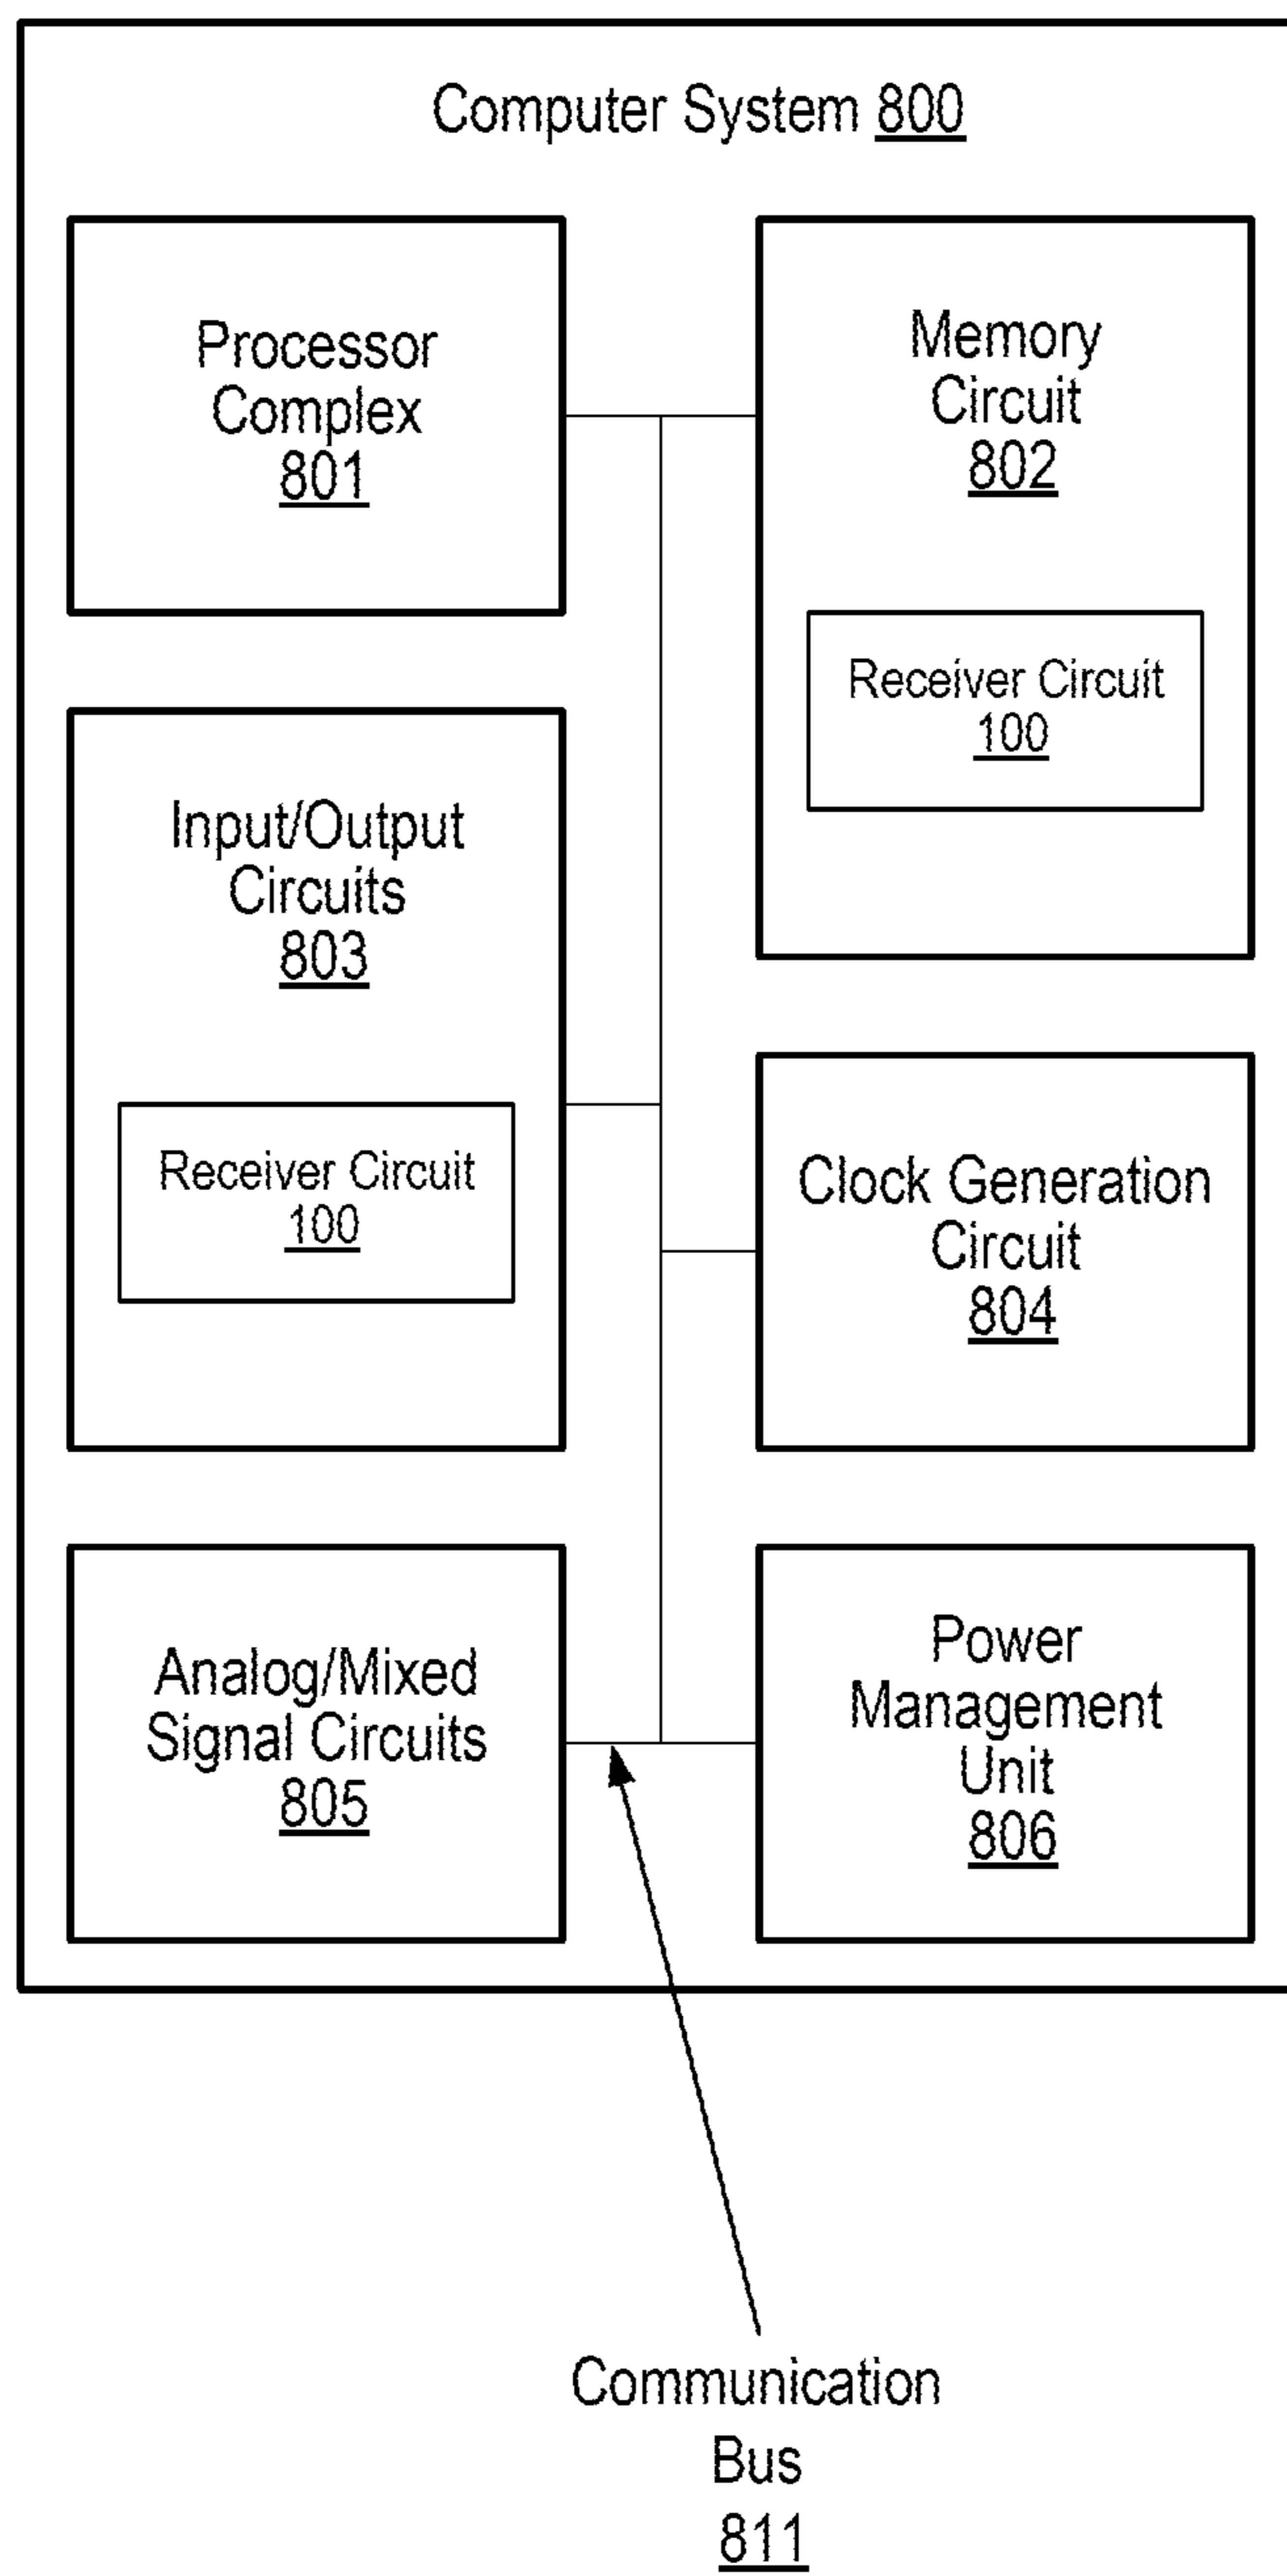 Computer System 800
Processor
Complex
801
Memory
Circuit
802
Receiver Circuit
100
Input/Output
Circuits
803
Receiver Circuit
100
Clock Generation
Circuit
804
Analog/Mixed
Signal Circuits
805
Power
Management
Unit
806
Communication
Bus
811